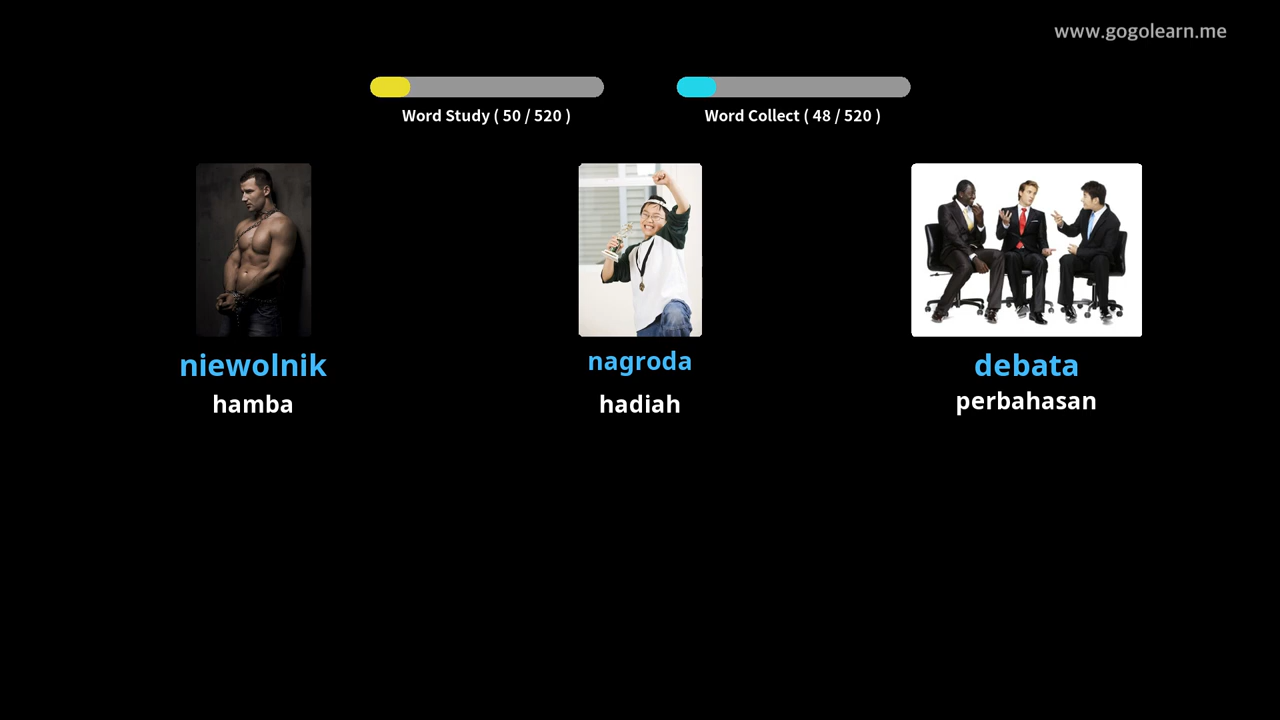 www.gogolearn.me
Word Study ( 50 / 520 )
Word Collect ( 48 / 520 )
niewolnik
hamba
nagroda
hadiah
debata
perbahasan